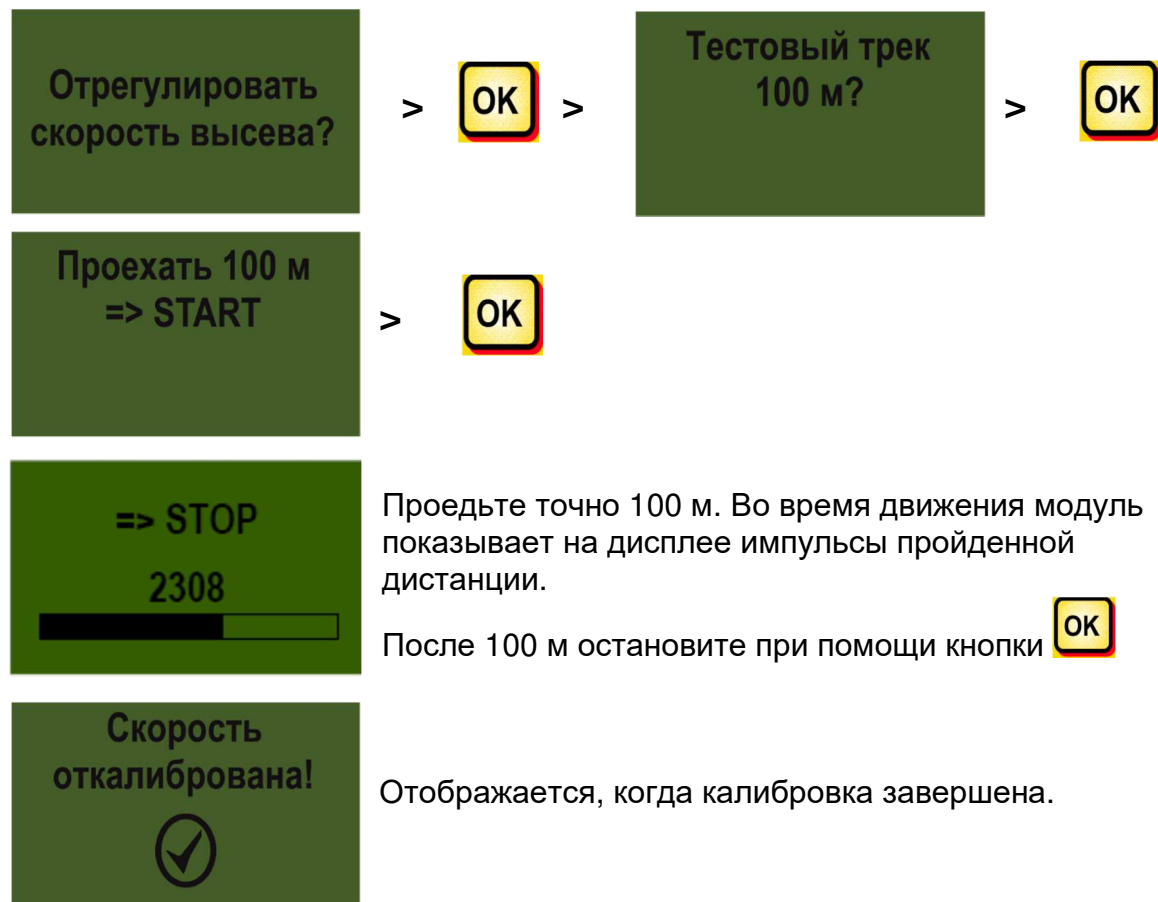 Отрегулировать
скорость высева?
>
OK
>
Тестовый трек
100 м?
>
OK
Проехать 100 м
=> START
>
OK
=> STOP
2308
Проедьте точно 100 м. Во время движения модуль
показывает на дисплее импульсы пройденной
дистанции.
После 100 м остановите при помощи кнопки OK
Скорость
откалибрована!
Отображается, когда калибровка завершена.